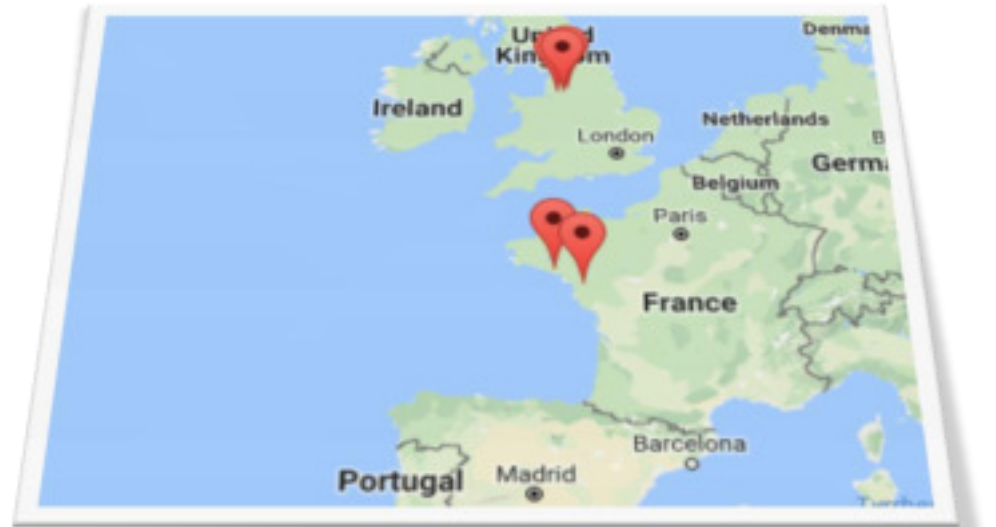 Denma
United
Kingdom
Ireland
Netherlands
London
Germa
Belgium
Paris
France
Barcelona
Portugal
Madrid